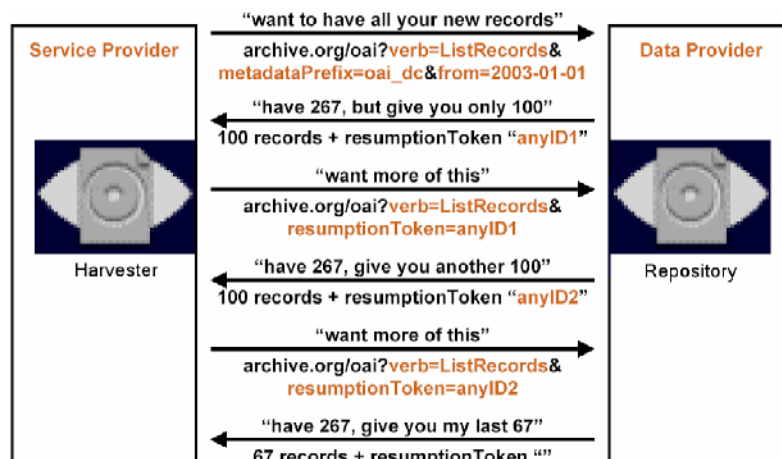 “want to have all your new records”
Service Provider
Data Provider
archive.org/oai?verb=ListRecords&
metadataPrefix=oai_dc&from=2003-01-01
“have 267, but give you only 100”
100 records + resumptionToken “anyID1”
“want more of this”
archive.org/oai?verb=ListRecords&
resumptionToken=anyID1
Harvester
Repository
“have 267, give you another 100”
100 records + resumptionToken “anyID2”
“want more of this”
archive.org/oai?verb=ListRecords&
resumptionToken=anyID2
“have 267, give you my last 67”
67 records + resumptionToken “”